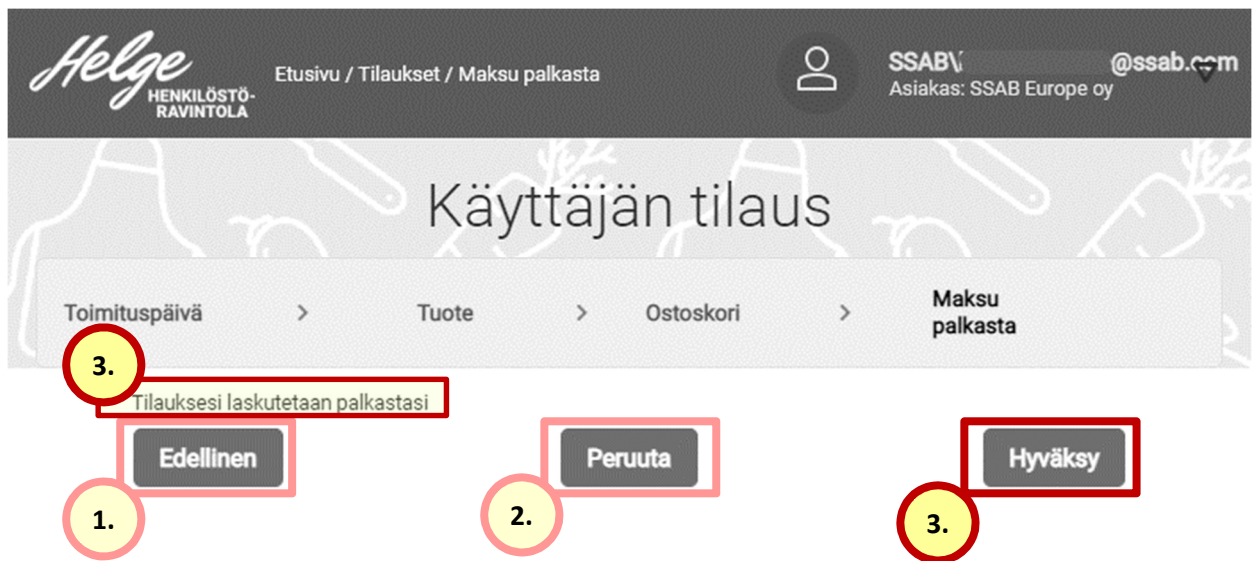 Helge
HENKILÖSTÖ-
RAVINTOLA
Etusivu / Tilaukset / Maksu palkasta
SSAB\ @ssab.com
Asiakas: SSAB Europe oy
Käyttäjän tilaus
Toimituspäivä > Tuote > Ostoskori > Maksu palkasta
3.
Tilauksesi laskutetaan palkastasi
Edellinen Peruuta Hyväksy
1. 2. 3.